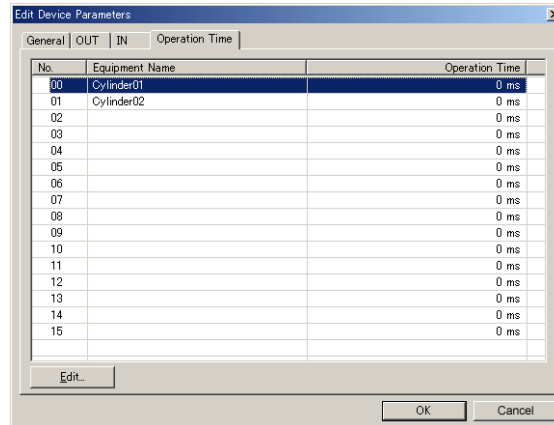 Edit Device Parameters
General OUT IN Operation Time
No. Equipment Name Operation Time
00 Cylinder01 0 ms
01 Cylinder02 0 ms
02 0 ms
03 0 ms
04 0 ms
05 0 ms
06 0 ms
07 0 ms
08 0 ms
09 0 ms
10 0 ms
11 0 ms
12 0 ms
13 0 ms
14 0 ms
15 0 ms
Edit...
OK Cancel